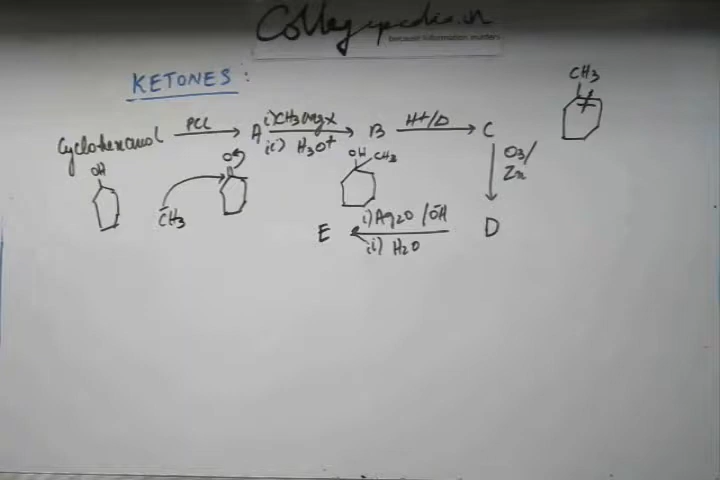 Collegepedia.in
because information matters
KETONES:
CH3
Cyclohexanol PCC A i) CH3MgX B H+/Δ C
ii) H3O+
O3/
Zn
OH
O
OH
CH3
CH3
i) Ag2O/OH
E D
ii) H2O